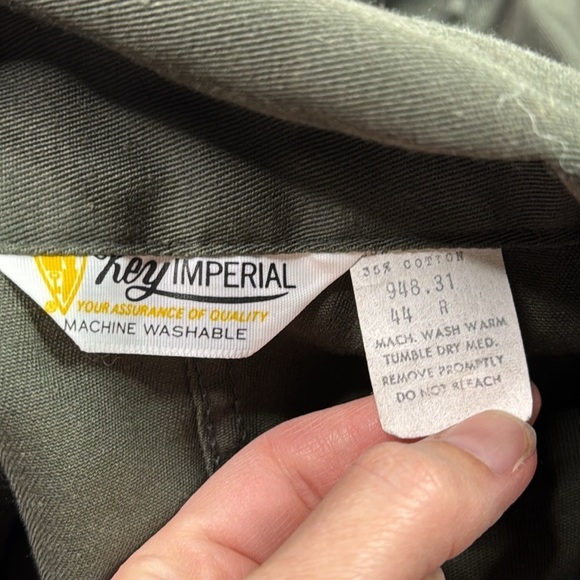 Key IMPERIAL
YOUR ASSURANCE OF QUALITY
MACHINE WASHABLE
35% COTTON
948.31
44 R
MACH. WASH WARM
TUMBLE DRY MED.
REMOVE PROMPTLY
DO NOT BLEACH